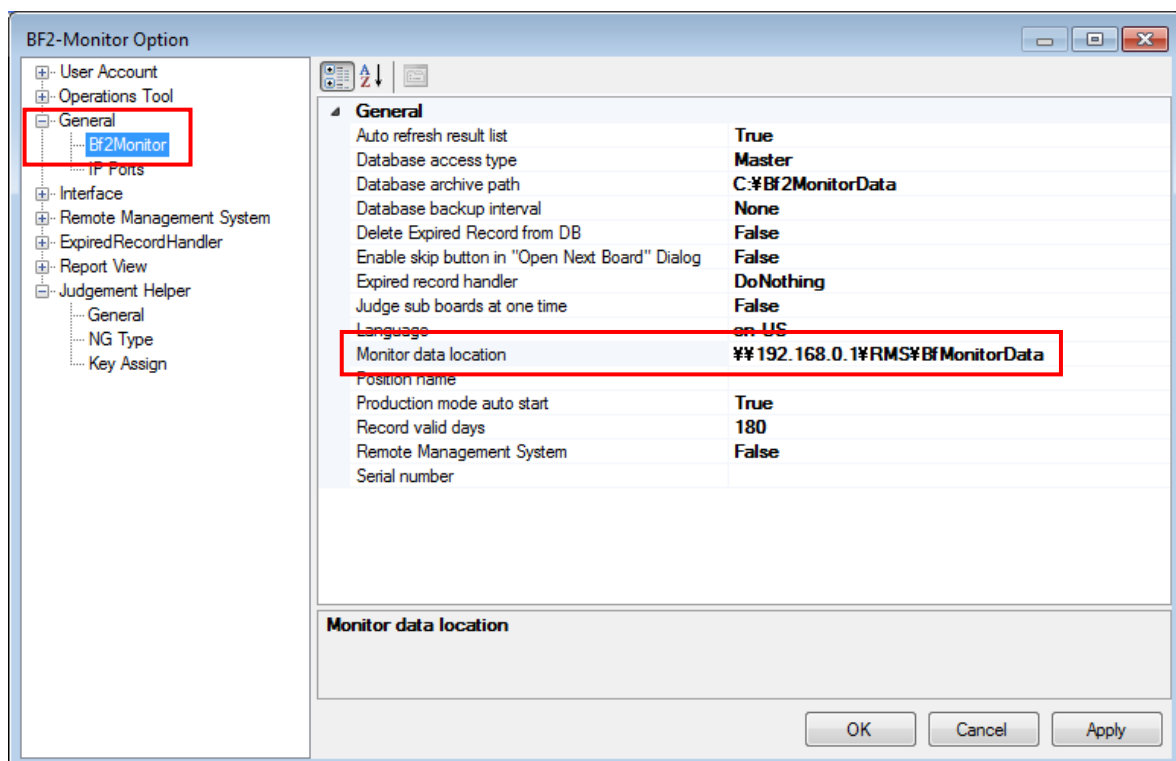 BF2-Monitor Option
User Account
Operations Tool
General
Bf2Monitor
IP Ports
Interface
Remote Management System
ExpiredRecordHandler
Report View
Judgement Helper
General
NG Type
Key Assign
General
Auto refresh result list True
Database access type Master
Database archive path C:¥Bf2MonitorData
Database backup interval None
Delete Expired Record from DB False
Enable skip button in "Open Next Board" Dialog False
Expired record handler DoNothing
Judge sub boards at one time False
Language en-US
Monitor data location ¥¥192.168.0.1¥RMS¥BfMonitorData
Position name
Production mode auto start True
Record valid days 180
Remote Management System False
Serial number
Monitor data location
OK Cancel Apply